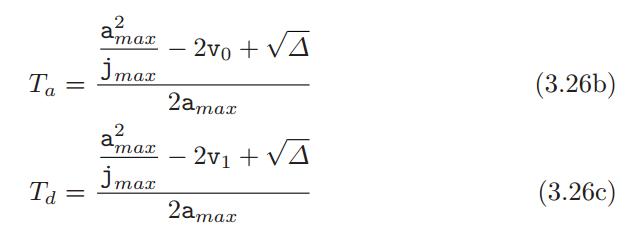 T_a = \frac{\frac{a_{max}^2}{j_{max}} - 2v_0 + \sqrt{\Delta}}{2a_{max}} (3.26b)
T_d = \frac{\frac{a_{max}^2}{j_{max}} - 2v_1 + \sqrt{\Delta}}{2a_{max}} (3.26c)